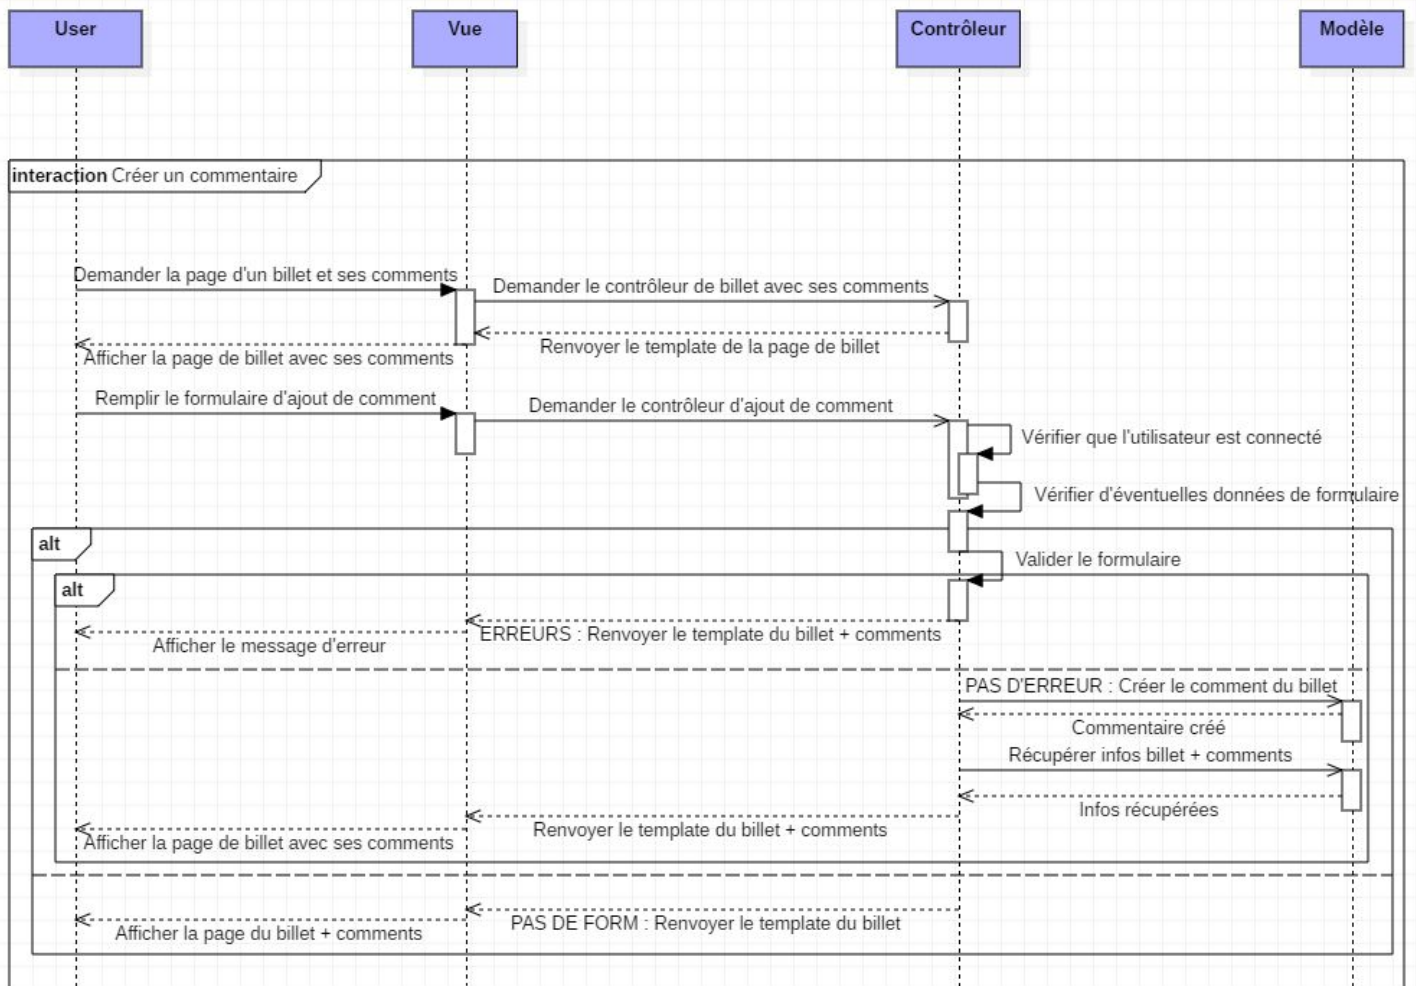 User
Vue
Contrôleur
Modèle
interaction Créer un commentaire
Demander la page d'un billet et ses comments
Demander le contrôleur de billet avec ses comments
Renvoyer le template de la page de billet
Afficher la page de billet avec ses comments
Remplir le formulaire d'ajout de comment
Demander le contrôleur d'ajout de comment
Vérifier que l'utilisateur est connecté
Vérifier d'éventuelles données de formulaire
alt
Valider le formulaire
alt
ERREURS : Renvoyer le template du billet + comments
Afficher le message d'erreur
PAS D'ERREUR : Créer le comment du billet
Commentaire créé
Récupérer infos billet + comments
Infos récupérées
Renvoyer le template du billet + comments
Afficher la page de billet avec ses comments
PAS DE FORM : Renvoyer le template du billet
Afficher la page du billet + comments